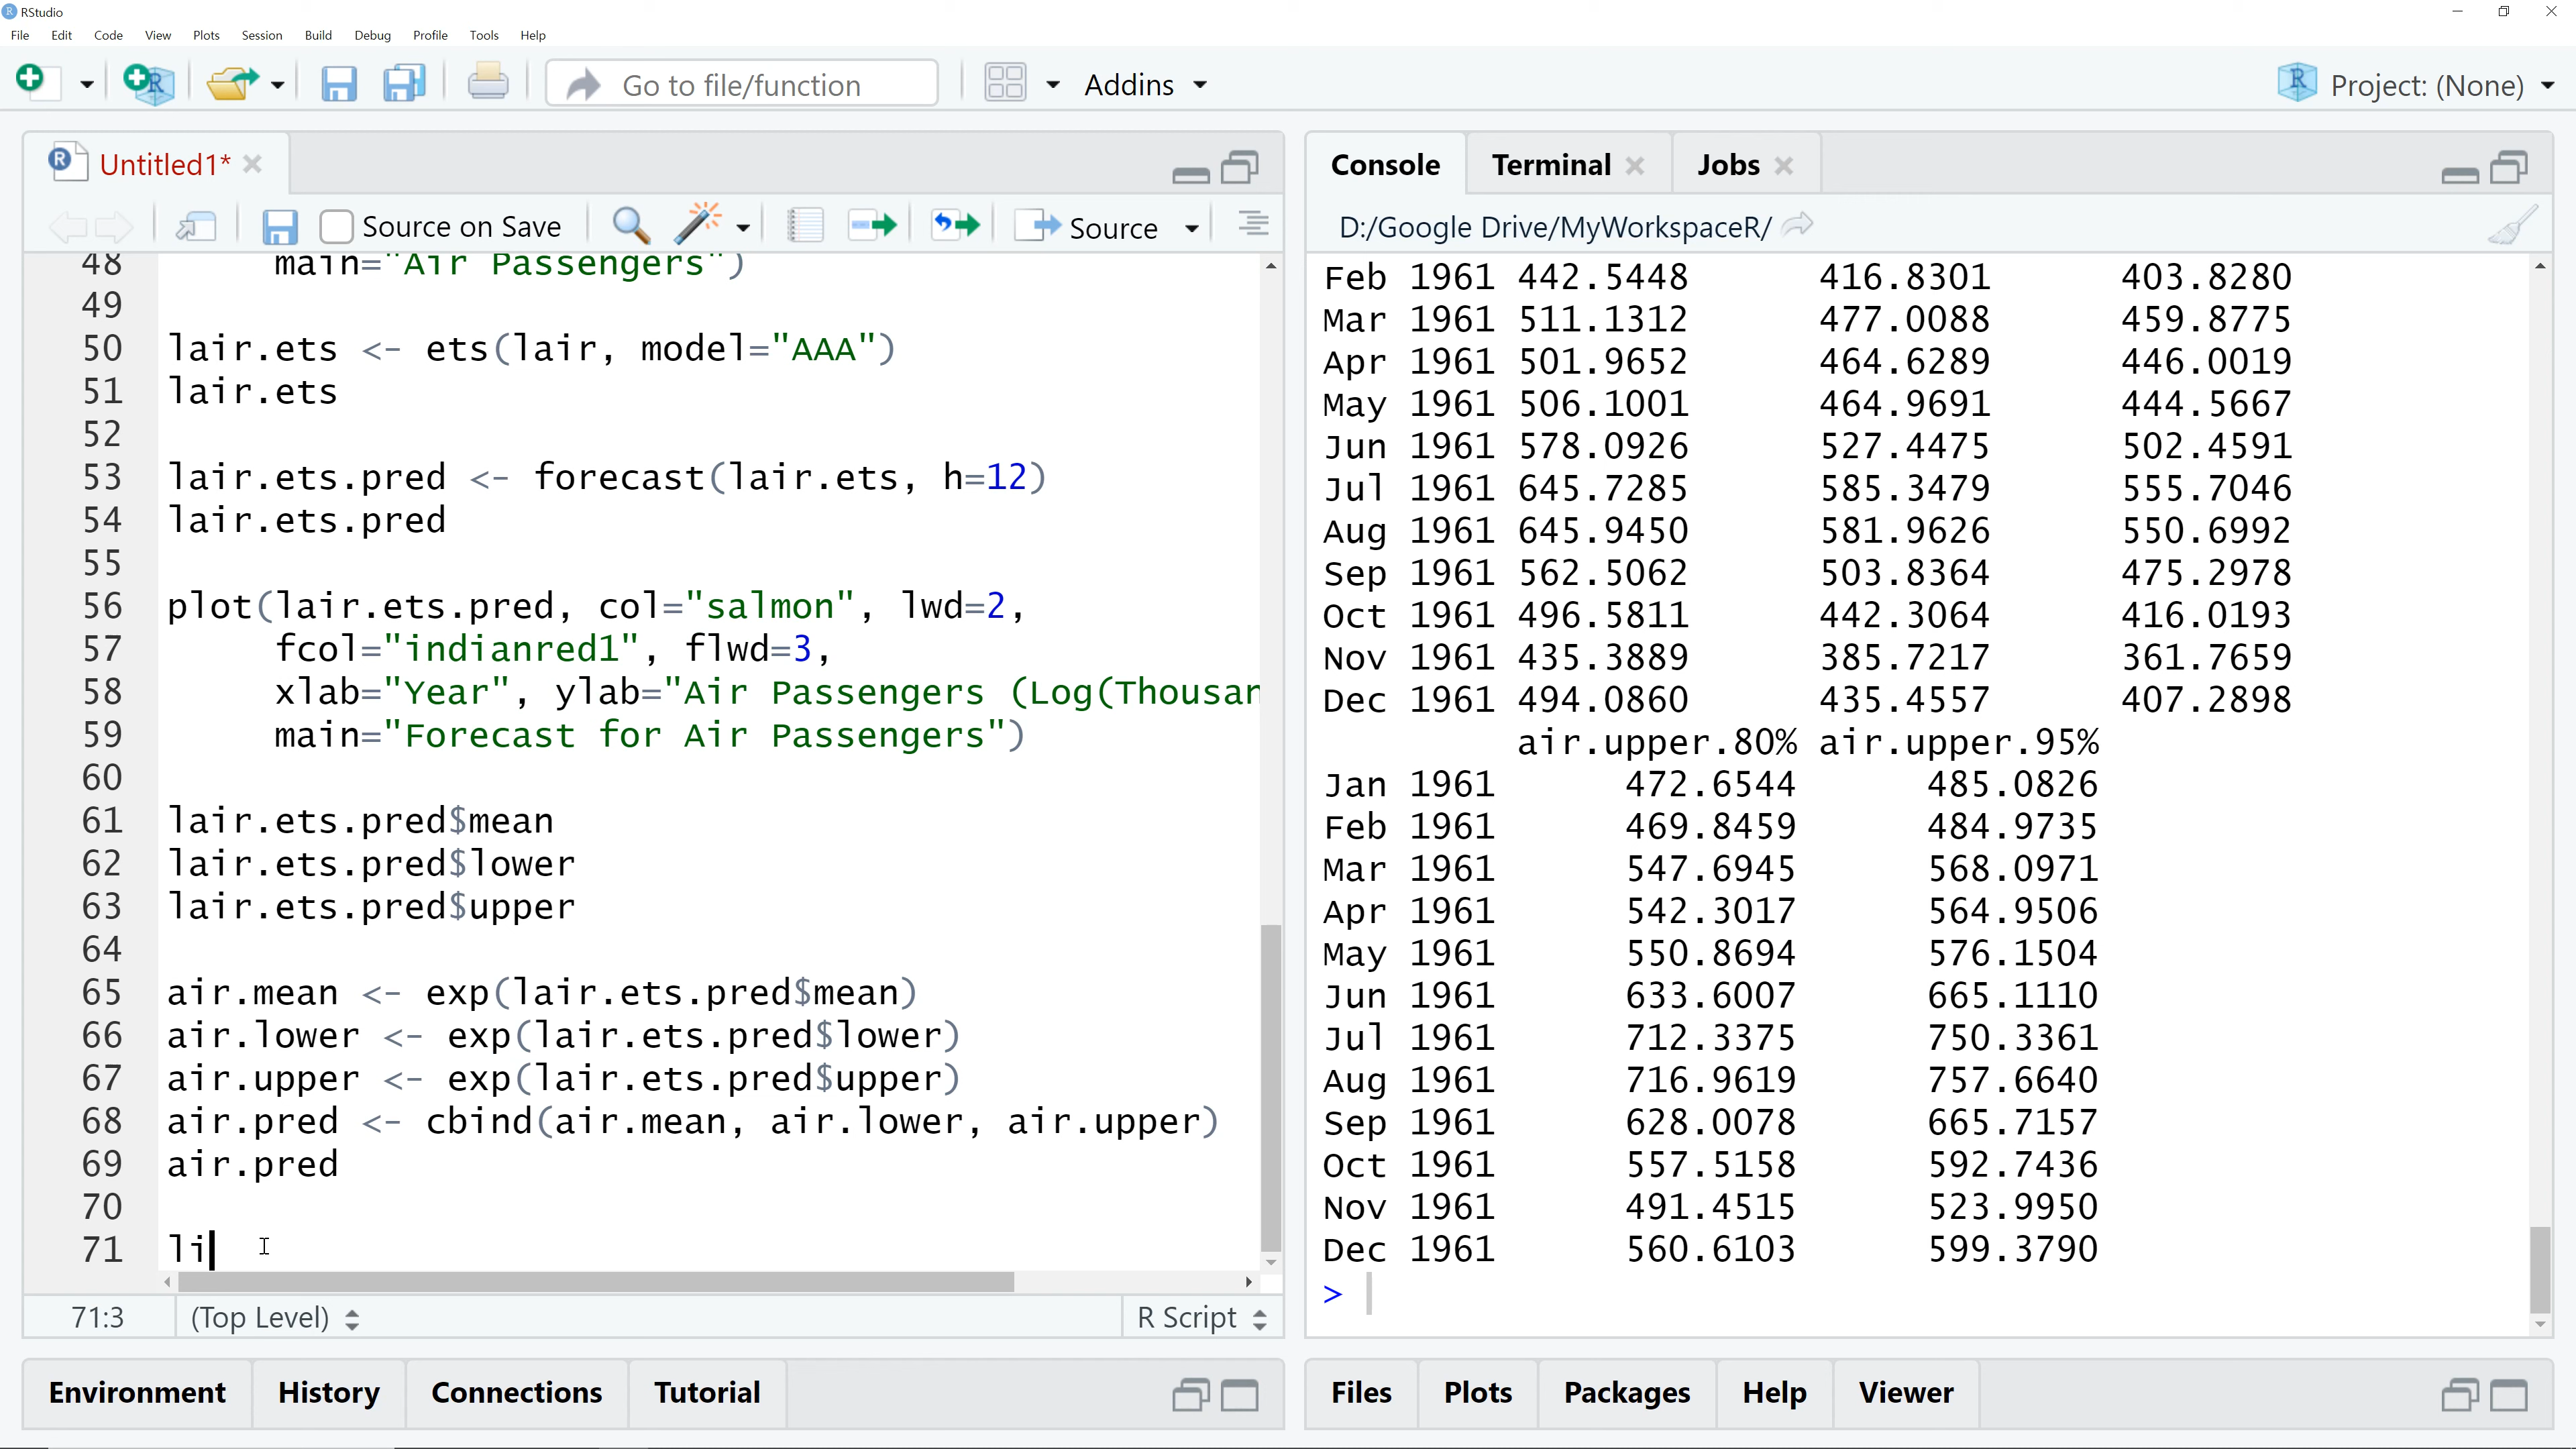 RStudio
File Edit Code View Plots Session Build Debug Profile Tools Help
Go to file/function Addins Project: (None)
Untitled1*
Source on Save Source
48 main="Air Passengers")
49
50 lair.ets <- ets(lair, model="AAA")
51 lair.ets
52
53 lair.ets.pred <- forecast(lair.ets, h=12)
54 lair.ets.pred
55
56 plot(lair.ets.pred, col="salmon", lwd=2,
57 fcol="indianred1", flwd=3,
58 xlab="Year", ylab="Air Passengers (Log(Thousan
59 main="Forecast for Air Passengers")
60
61 lair.ets.pred$mean
62 lair.ets.pred$lower
63 lair.ets.pred$upper
64
65 air.mean <- exp(lair.ets.pred$mean)
66 air.lower <- exp(lair.ets.pred$lower)
67 air.upper <- exp(lair.ets.pred$upper)
68 air.pred <- cbind(air.mean, air.lower, air.upper)
69 air.pred
70
71 li
71:3 (Top Level) R Script
Environment History Connections Tutorial
Console Terminal Jobs
D:/Google Drive/MyWorkspaceR/
Feb 1961 442.5448 416.8301 403.8280
Mar 1961 511.1312 477.0088 459.8775
Apr 1961 501.9652 464.6289 446.0019
May 1961 506.1001 464.9691 444.5667
Jun 1961 578.0926 527.4475 502.4591
Jul 1961 645.7285 585.3479 555.7046
Aug 1961 645.9450 581.9626 550.6992
Sep 1961 562.5062 503.8364 475.2978
Oct 1961 496.5811 442.3064 416.0193
Nov 1961 435.3889 385.7217 361.7659
Dec 1961 494.0860 435.4557 407.2898
air.upper.80% air.upper.95%
Jan 1961 472.6544 485.0826
Feb 1961 469.8459 484.9735
Mar 1961 547.6945 568.0971
Apr 1961 542.3017 564.9506
May 1961 550.8694 576.1504
Jun 1961 633.6007 665.1110
Jul 1961 712.3375 750.3361
Aug 1961 716.9619 757.6640
Sep 1961 628.0078 665.7157
Oct 1961 557.5158 592.7436
Nov 1961 491.4515 523.9950
Dec 1961 560.6103 599.3790
>
Files Plots Packages Help Viewer